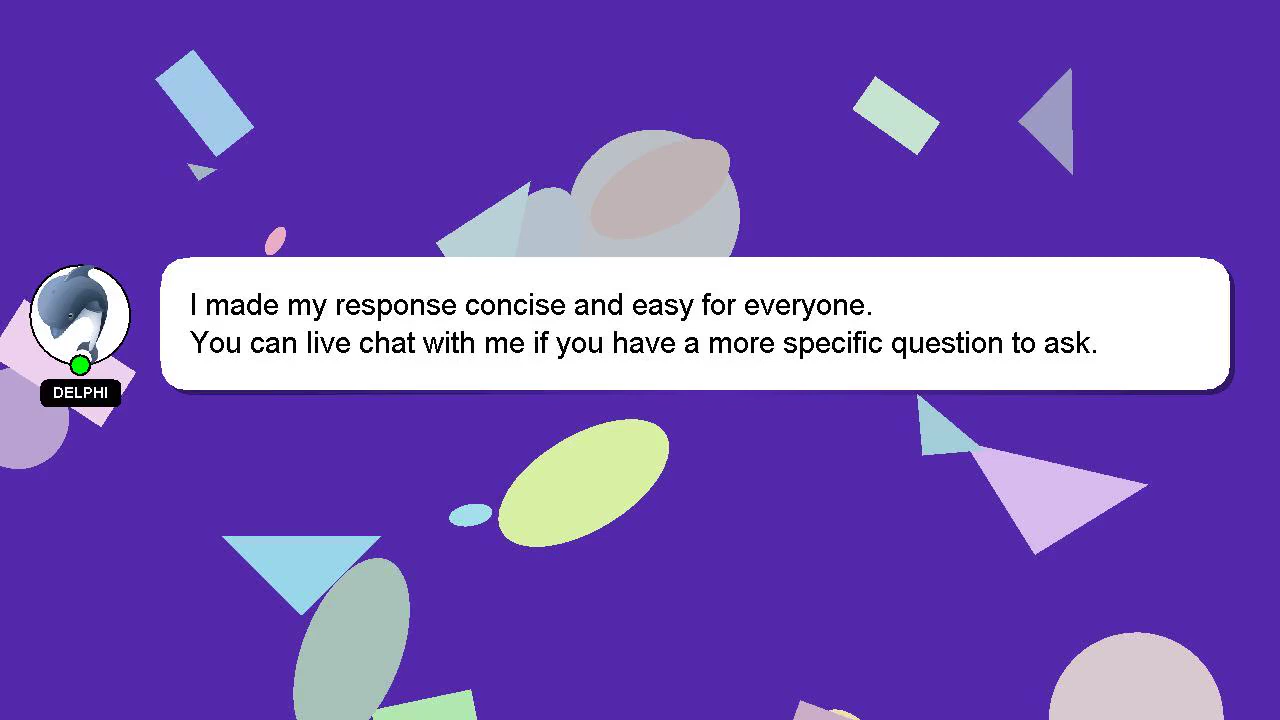 I made my response concise and easy for everyone.
You can live chat with me if you have a more specific question to ask.
DELPHI